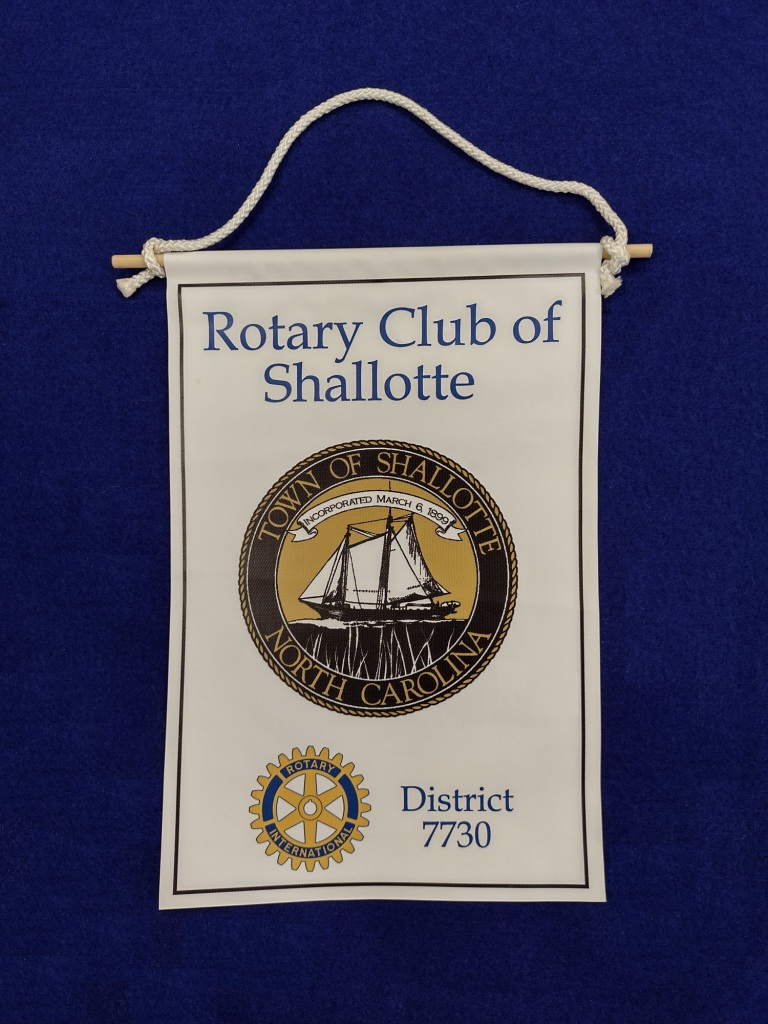 Rotary Club of
Shallotte
TOWN OF SHALLOTTE
INCORPORATED MARCH 6, 1899
NORTH CAROLINA
ROTARY
INTERNATIONAL
District
7730